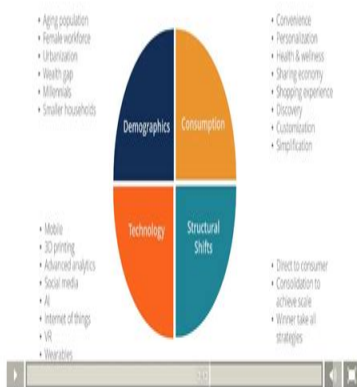 • Aging population
• Female workforce
• Urbanization
• Wealth gap
• Millennials
• Smaller households
• Convenience
• Personalization
• Health & wellness
• Sharing economy
• Shopping experience
• Discovery
• Customization
• Simplification
Demographics
Consumption
Technology
Structural
Shifts
• Mobile
• 3D printing
• Advanced analytics
• Social media
• AI
• Internet of things
• VR
• Wearables
• Direct to consumer
• Consolidation to
achieve scale
• Winner take all
strategies